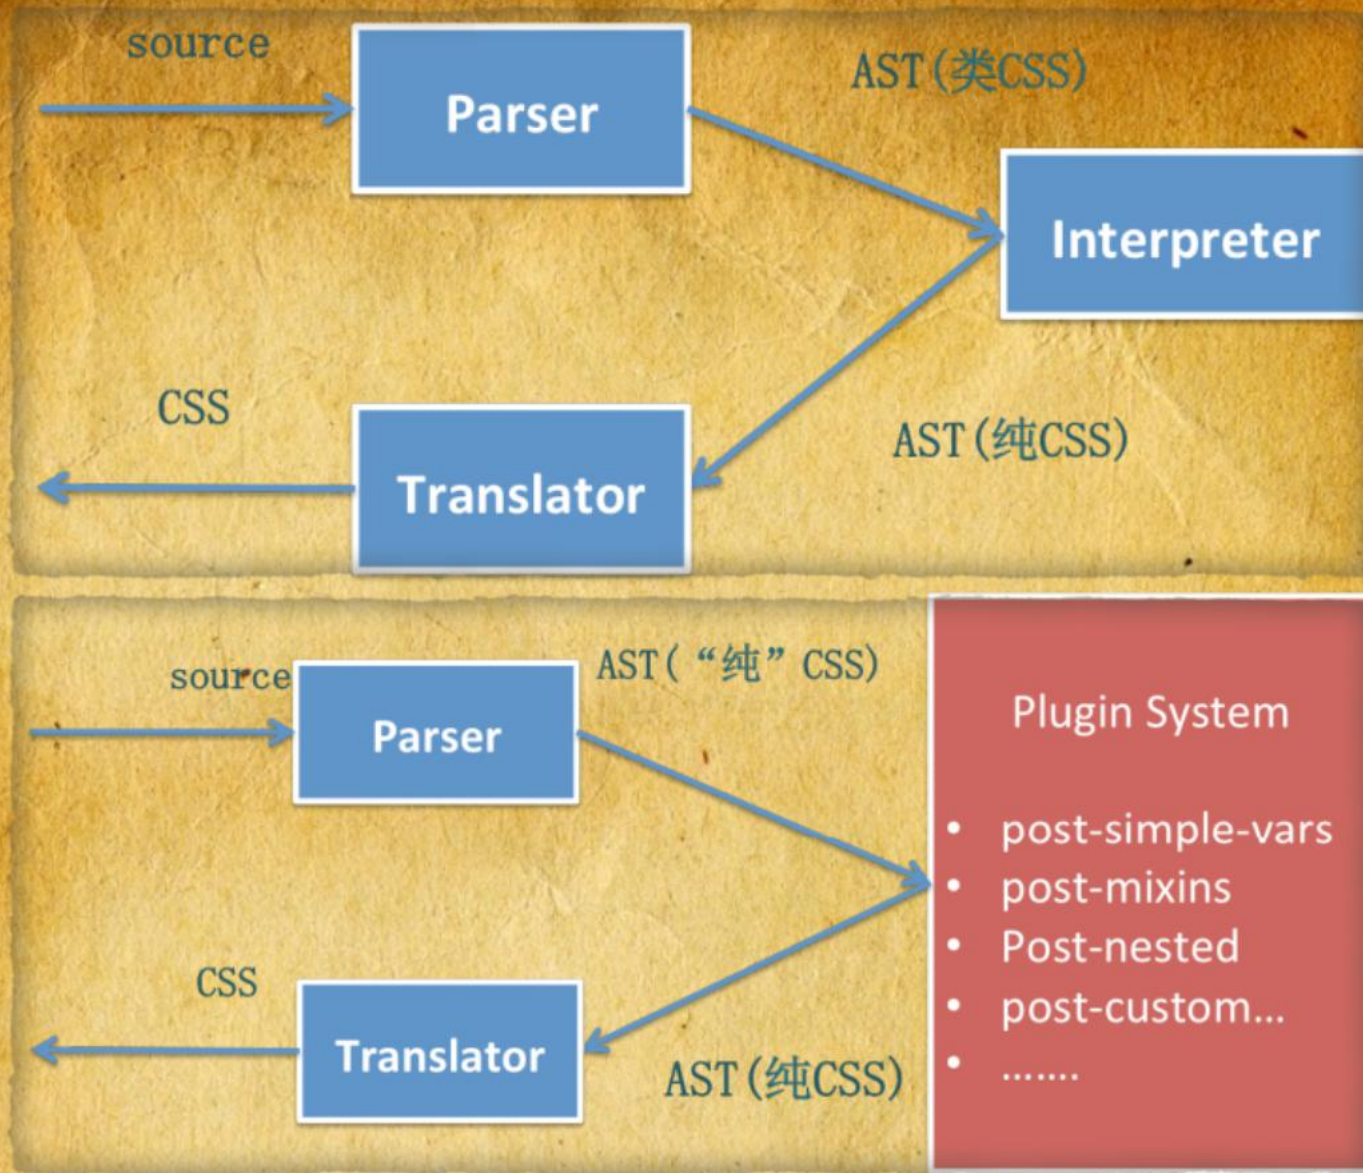 source
Parser
AST(类CSS)
Interpreter
CSS
Translator
AST(纯CSS)
source
Parser
AST(“纯”CSS)
Plugin System
• post-simple-vars
• post-mixins
• Post-nested
• post-custom…
• …….
CSS
Translator
AST(纯CSS)